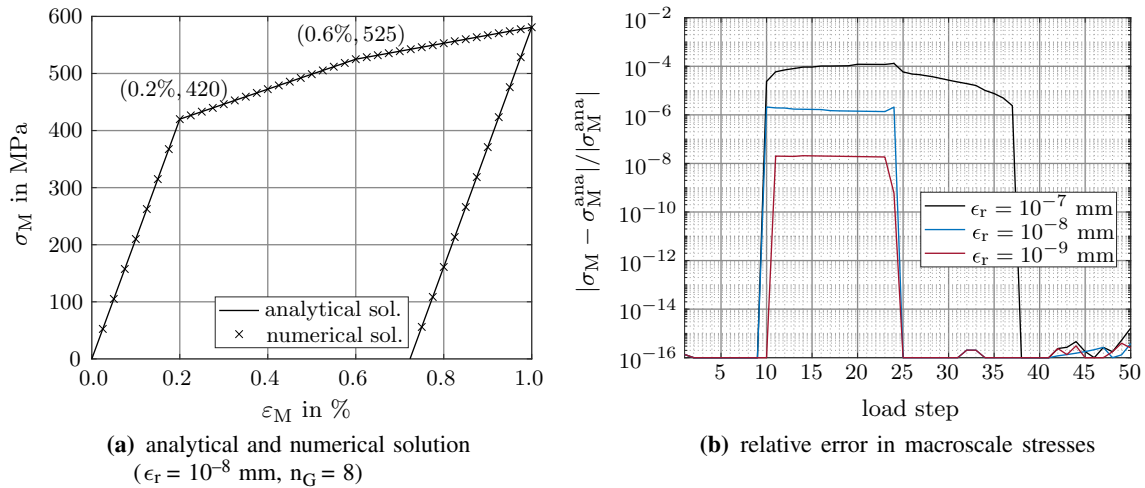 600
500
400
300
200
100
0
σ_M in MPa
(0.2%, 420)
(0.6%, 525)
analytical sol.
numerical sol.
0.0 0.2 0.4 0.6 0.8 1.0
ε_M in %
(a) analytical and numerical solution
(ϵ_r = 10^–8 mm, n_G = 8)
10^−2
10^−4
10^−6
10^−8
10^−10
10^−12
10^−14
10^−16
|σ_M − σ_M^ana|/|σ_M^ana|
ϵ_r = 10^−7 mm
ϵ_r = 10^−8 mm
ϵ_r = 10^−9 mm
5 10 15 20 25 30 35 40 45 50
load step
(b) relative error in macroscale stresses